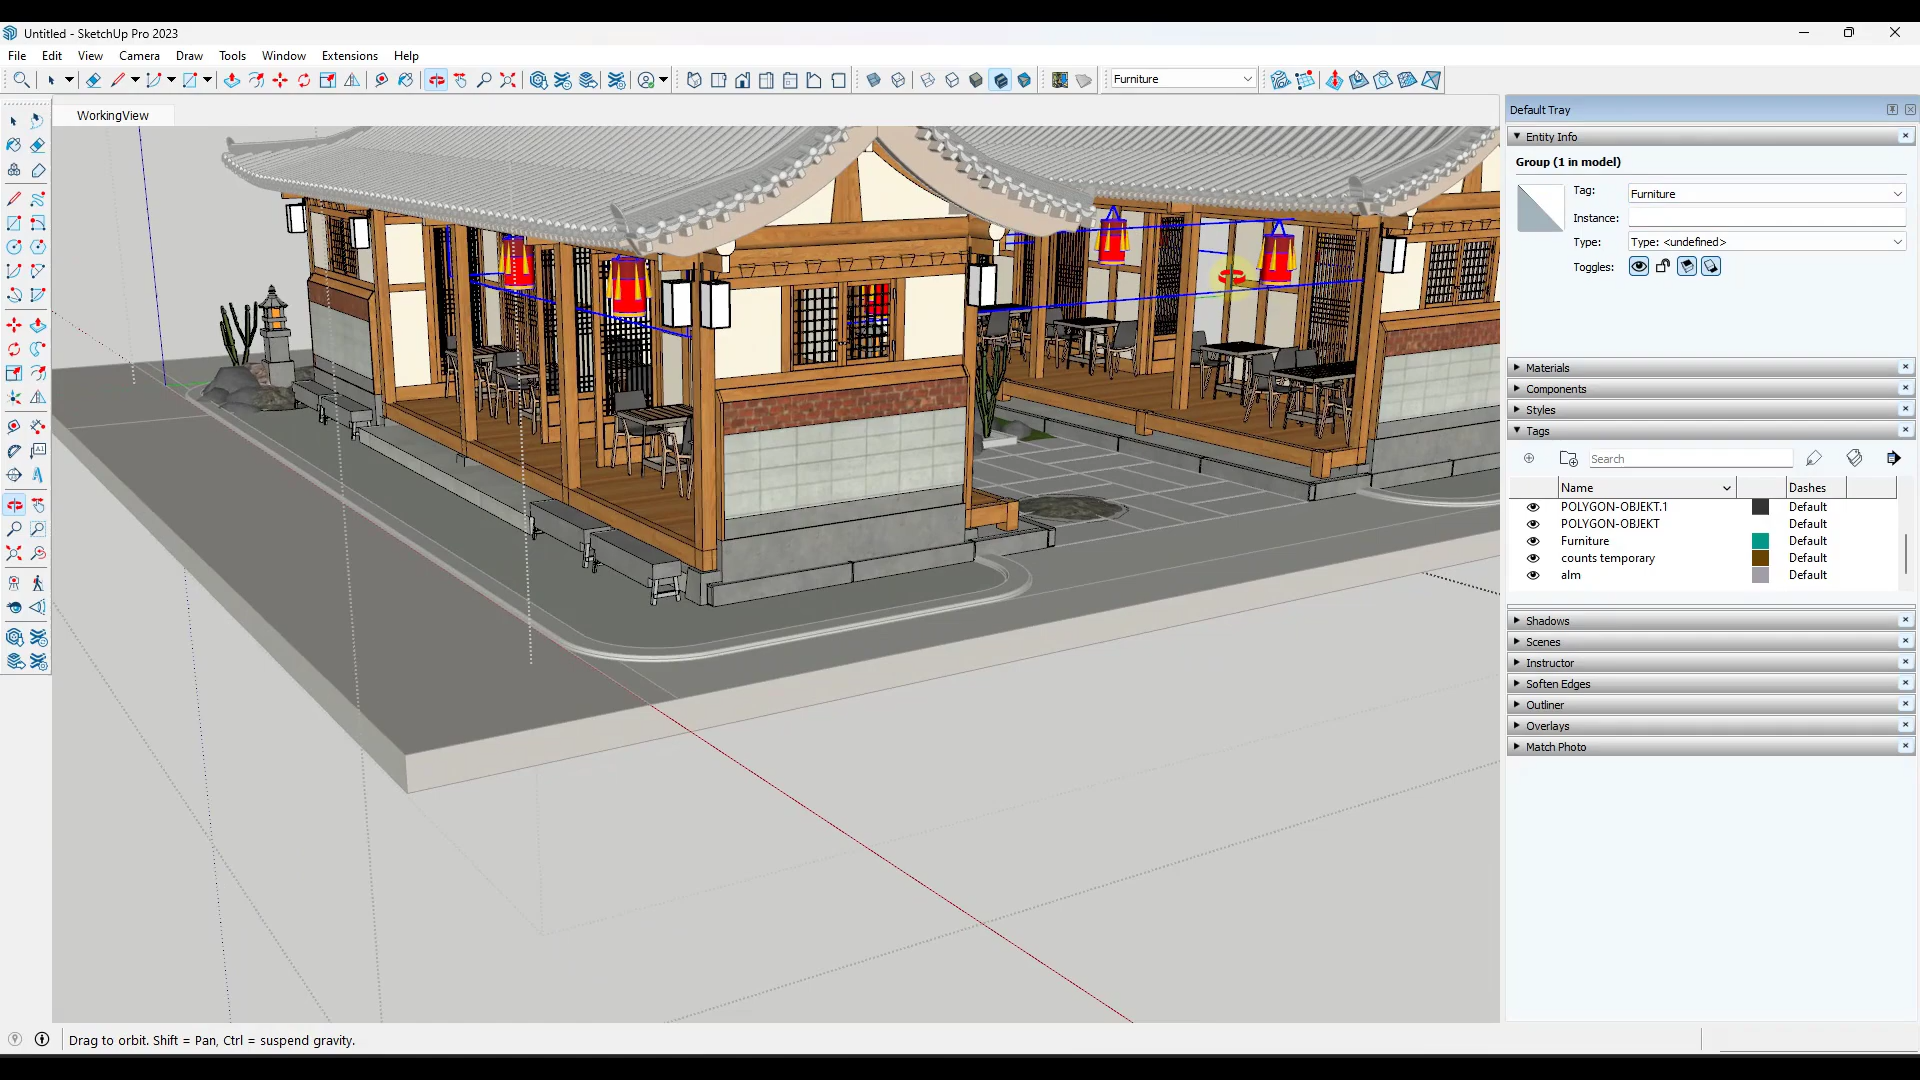 Untitled - SketchUp Pro 2023
File Edit View Camera Draw Tools Window Extensions Help
Furniture
WorkingView
Default Tray
Entity Info
Group (1 in model)
Tag: Furniture
Instance:
Type: Type: <undefined>
Toggles:
Materials
Components
Styles
Tags
Search
Name Dashes
POLYGON-OBJEKT.1 Default
POLYGON-OBJEKT Default
Furniture Default
counts temporary Default
alm Default
Shadows
Scenes
Instructor
Soften Edges
Outliner
Overlays
Match Photo
Drag to orbit. Shift = Pan, Ctrl = suspend gravity.